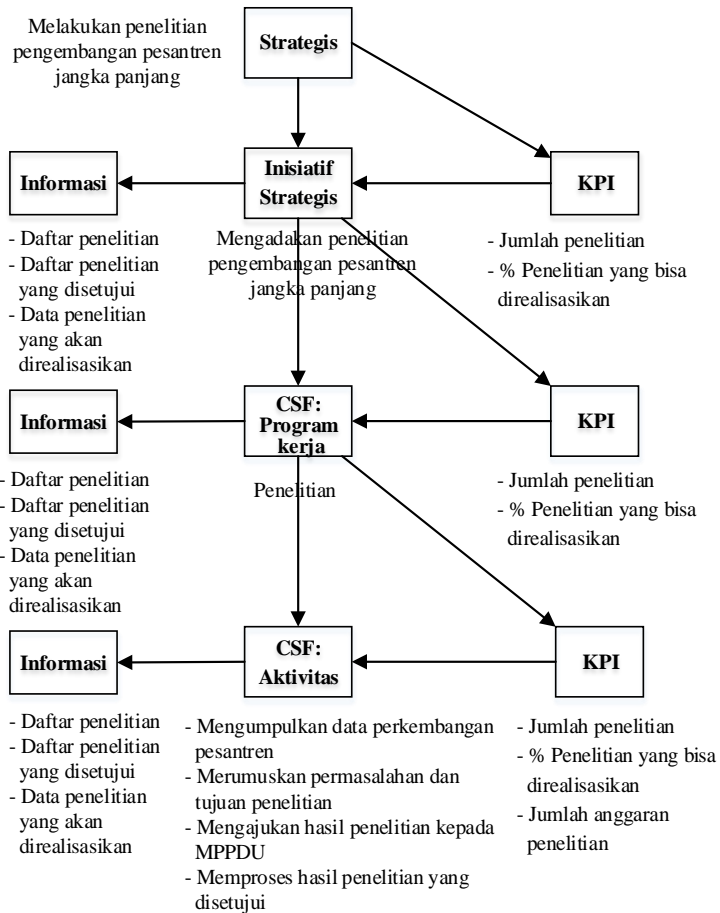 Melakukan penelitian
pengembangan pesantren
jangka panjang
Strategis
Informasi
Inisiatif
Strategis
KPI
- Daftar penelitian
- Daftar penelitian
yang disetujui
- Data penelitian
yang akan
direalisasikan
Mengadakan penelitian
pengembangan pesantren
jangka panjang
- Jumlah penelitian
- % Penelitian yang bisa
direalisasikan
Informasi
CSF:
Program
kerja
KPI
- Daftar penelitian
- Daftar penelitian
yang disetujui
- Data penelitian
yang akan
direalisasikan
Penelitian
- Jumlah penelitian
- % Penelitian yang bisa
direalisasikan
Informasi
CSF:
Aktivitas
KPI
- Daftar penelitian
- Daftar penelitian
yang disetujui
- Data penelitian
yang akan
direalisasikan
- Mengumpulkan data perkembangan
pesantren
- Merumuskan permasalahan dan
tujuan penelitian
- Mengajukan hasil penelitian kepada
MPPDU
- Memproses hasil penelitian yang
disetujui
- Jumlah penelitian
- % Penelitian yang bisa
direalisasikan
- Jumlah anggaran
penelitian